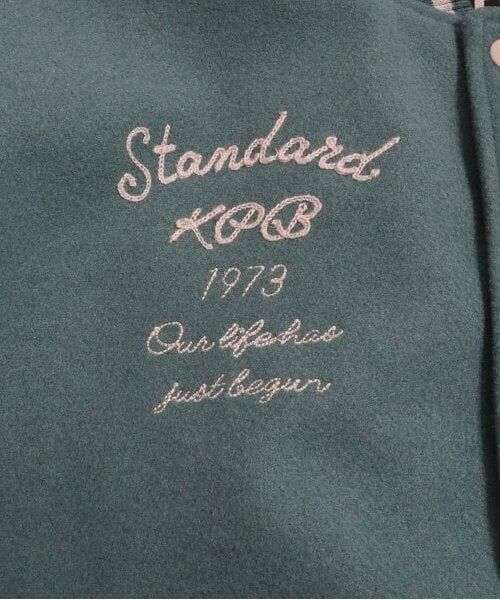 Standard
KPB
1973
Our life has
just begun